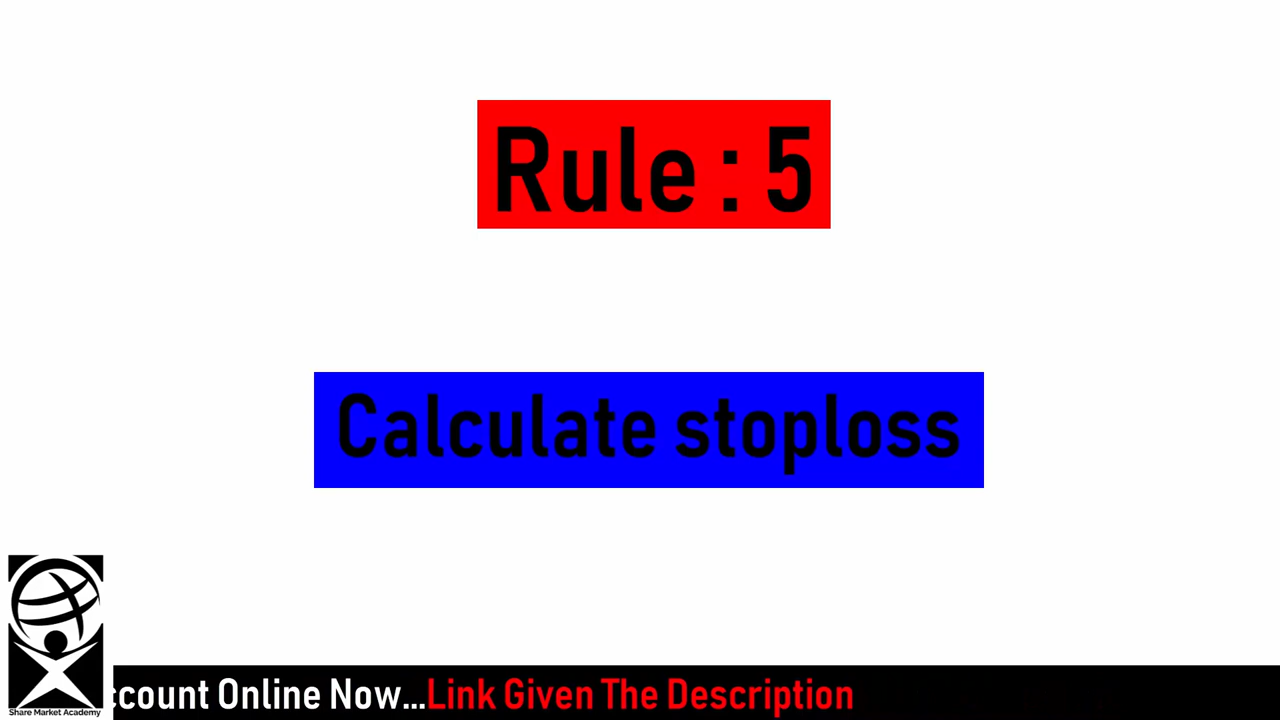 Rule : 5
Calculate stoploss
Share Market Academy
ccount Online Now...Link Given The Description